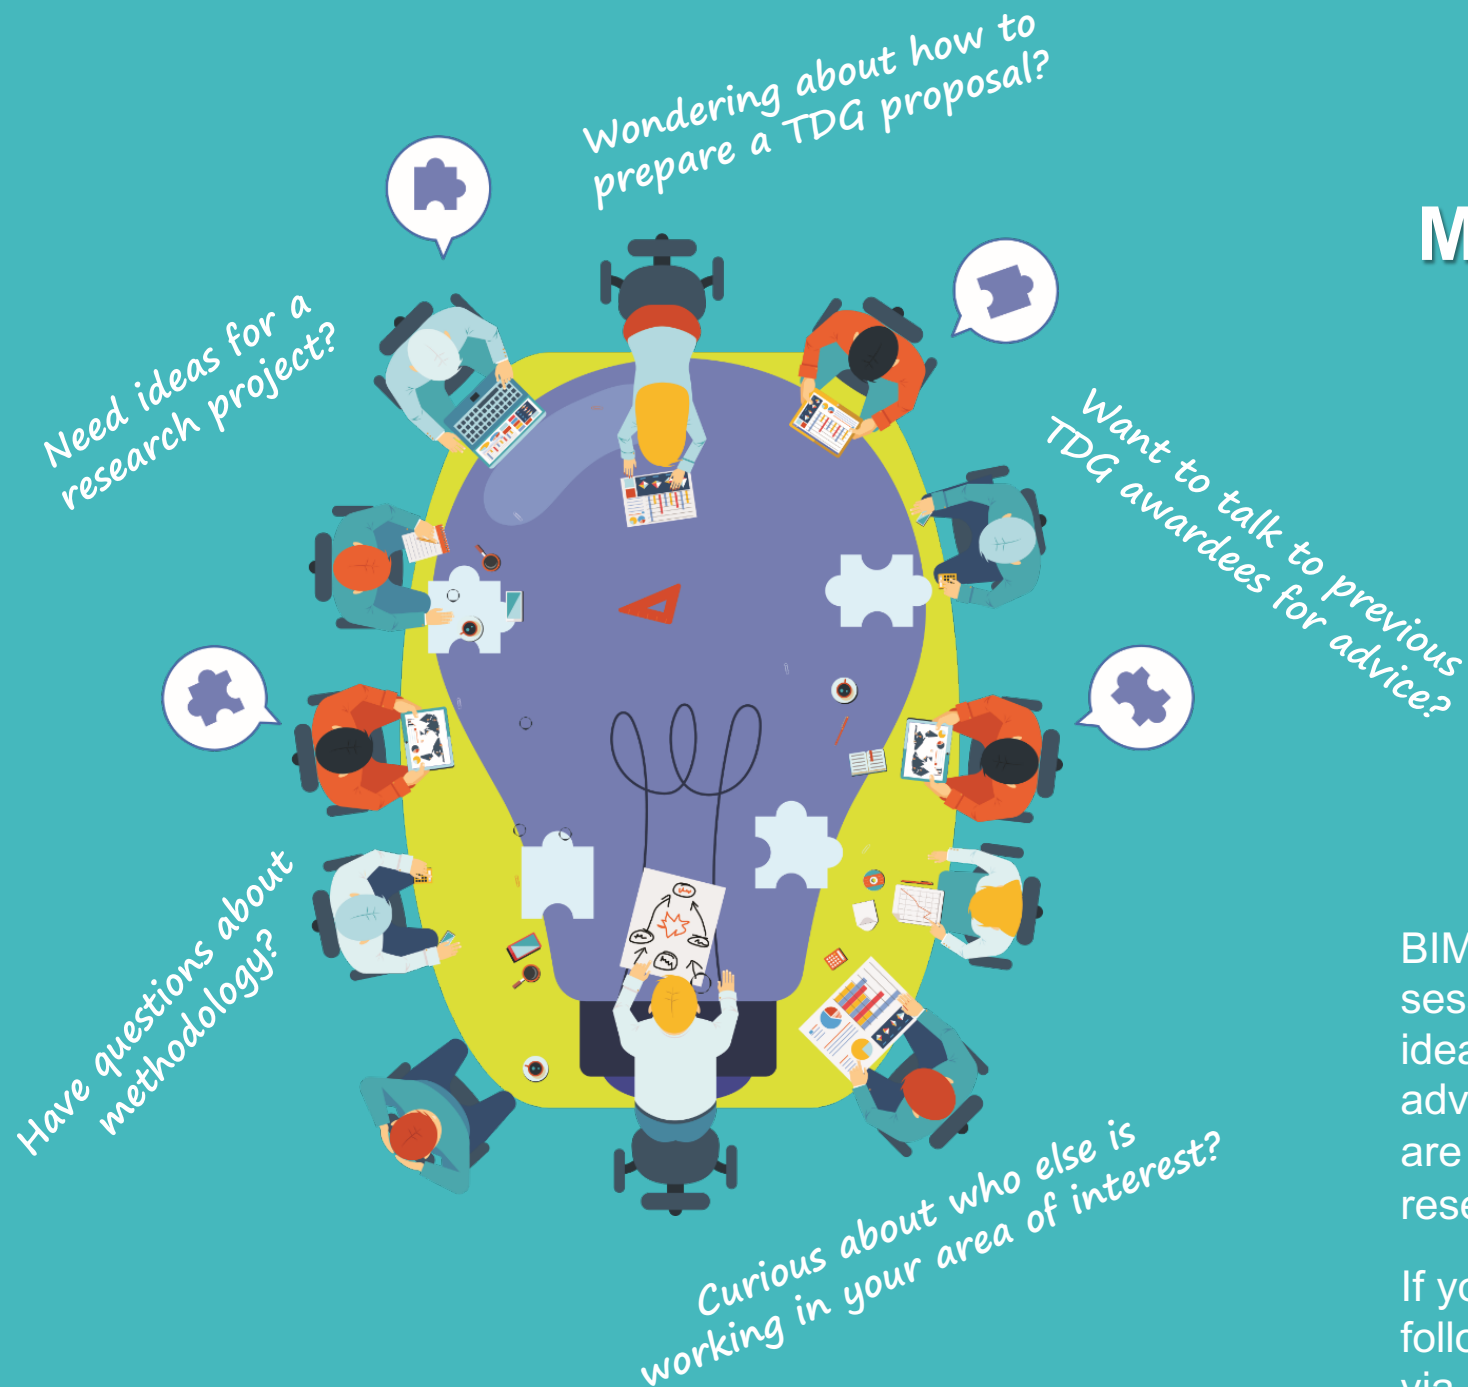 Wondering about how to
prepare a TDG proposal?
Need ideas for a
research project?
Want to talk to previous
TDG awardees for advice?
Have questions about
methodology?
Curious about who else is
working in your area of interest?
M
BIM
ses
idea
adv
are
rese
If yo
follo
via